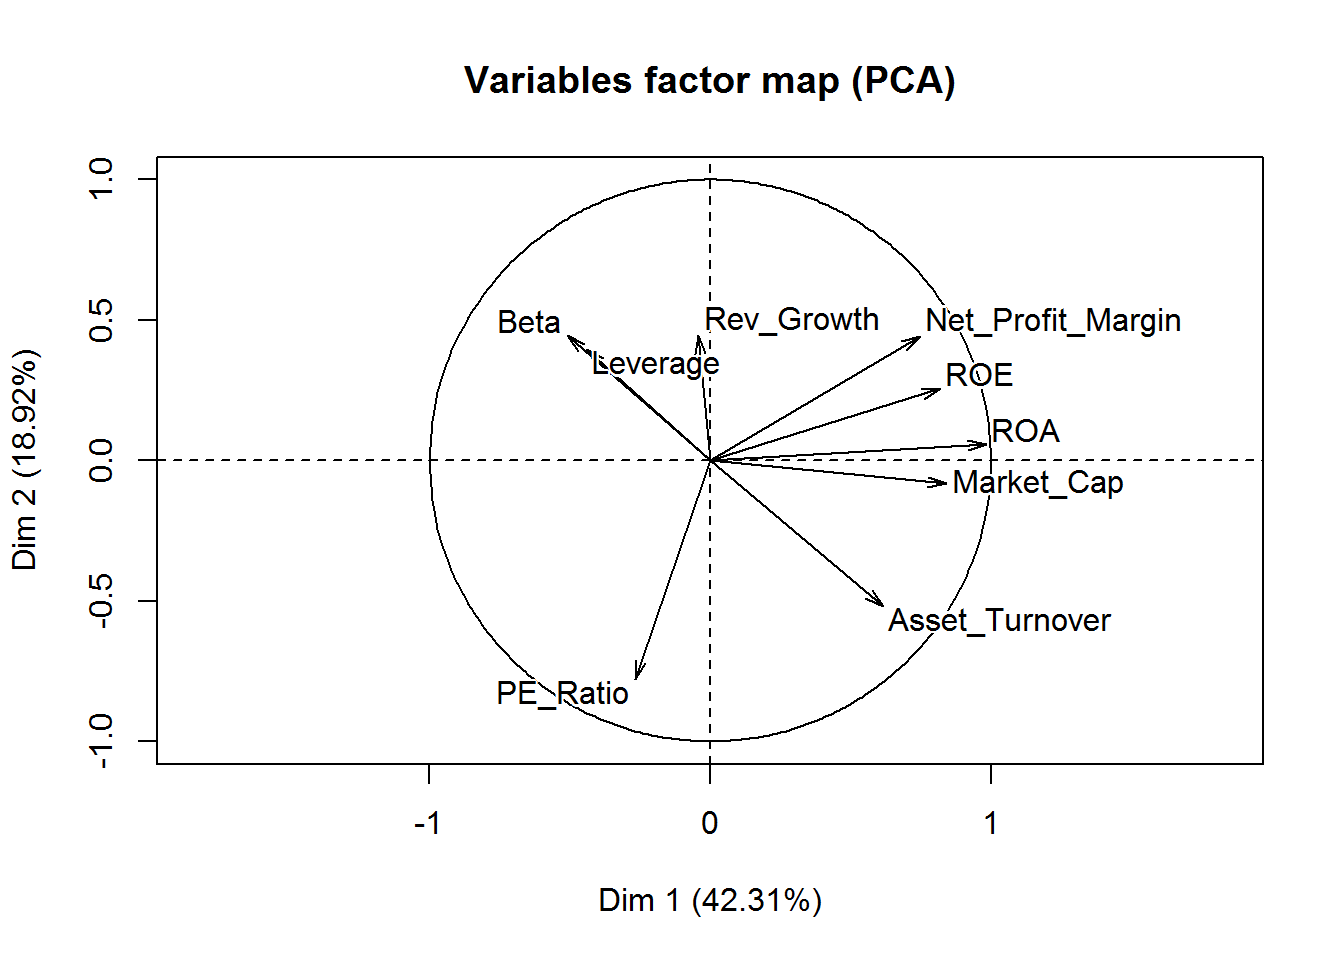 Variables factor map (PCA)
1.0
0.5
0.0
-0.5
-1.0
Dim 2 (18.92%)
Beta
Rev_Growth
Net_Profit_Margin
Leverage
ROE
ROA
Market_Cap
Asset_Turnover
PE_Ratio
-1 0 1
Dim 1 (42.31%)